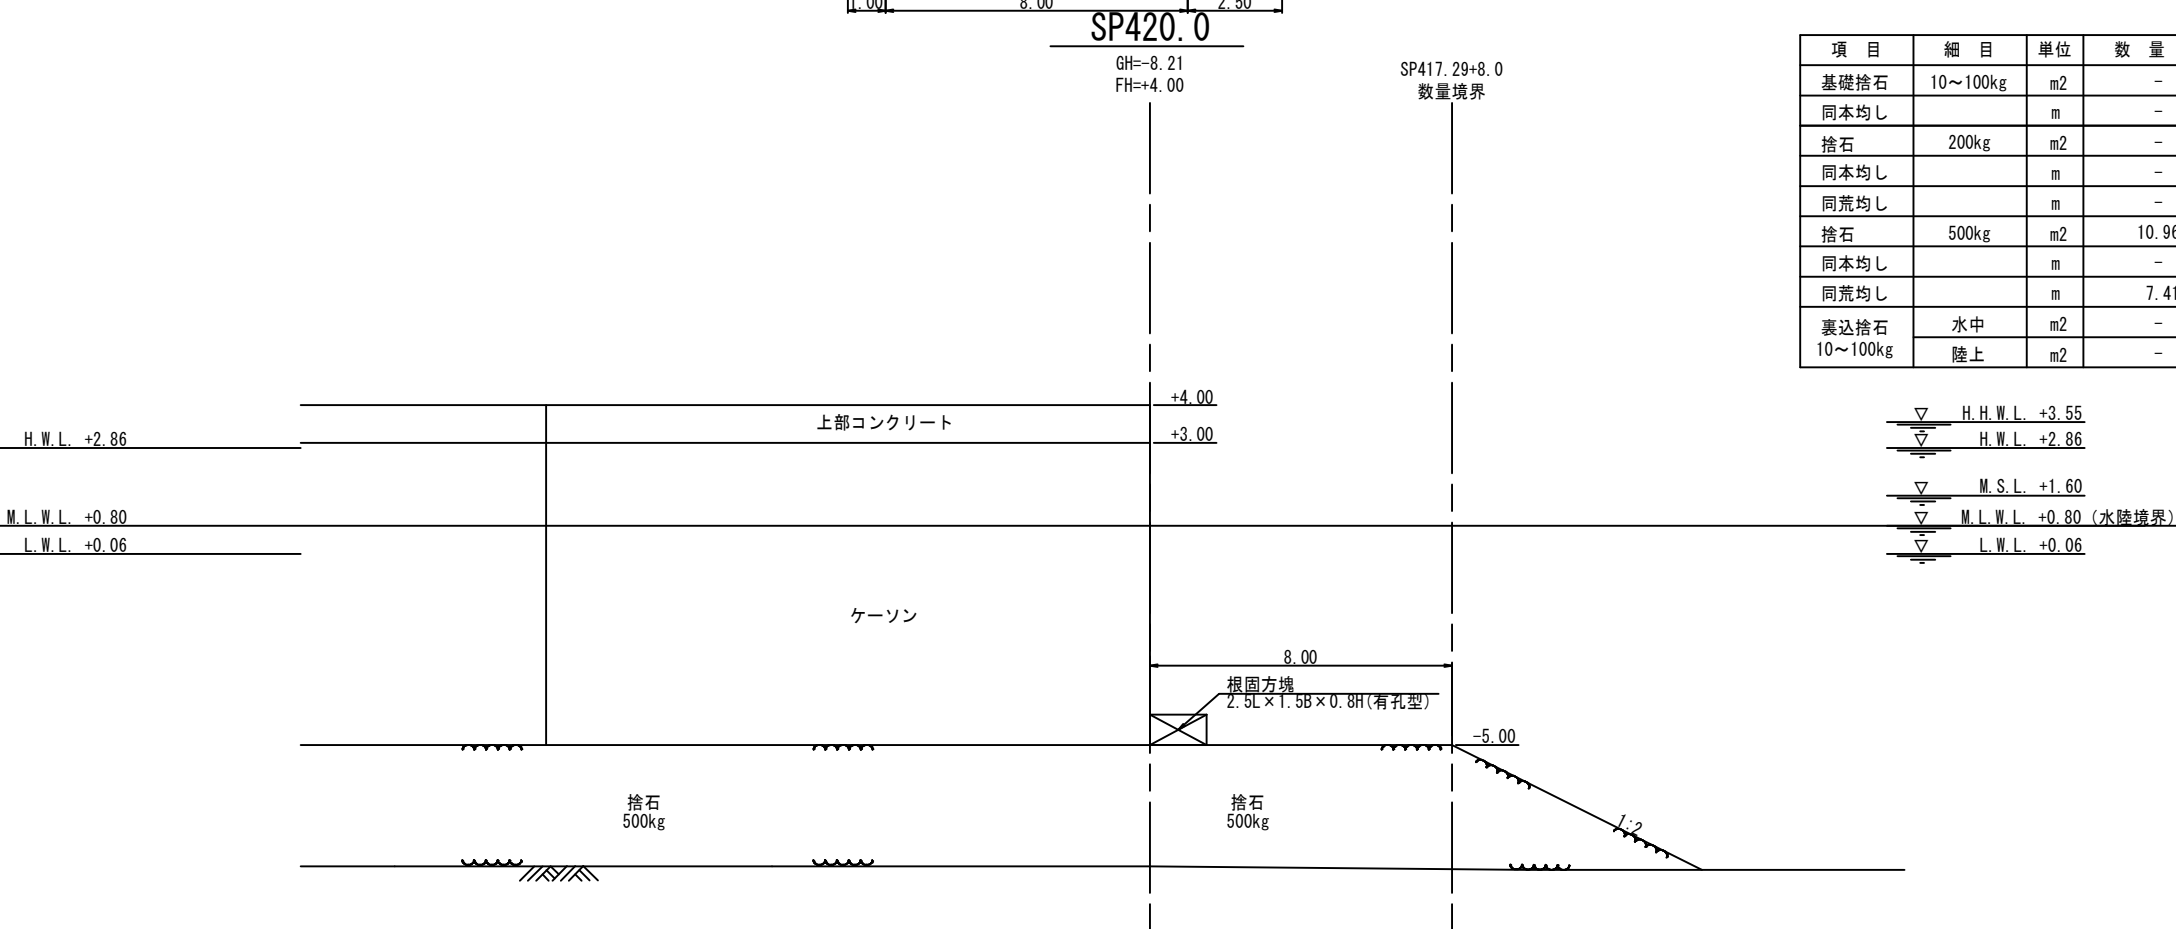 1.00 8.00 2.50
SP420.0
GH=-8.21
FH=+4.00
SP417.29+8.0
数量境界
項　目 細　目 単位 数　量
基礎捨石 10～100kg m2 -
同本均し m -
捨石 200kg m2 -
同本均し m -
同荒均し m -
捨石 500kg m2 10.96
同本均し m -
同荒均し m 7.41
裏込捨石 水中 m2 -
10～100kg 陸上 m2 -
+4.00
上部コンクリート
+3.00
H.W.L. +2.86
M.L.W.L. +0.80
L.W.L. +0.06
H.H.W.L. +3.55
H.W.L. +2.86
M.S.L. +1.60
M.L.W.L. +0.80（水陸境界）
L.W.L. +0.06
ケーソン
8.00
根固方塊
2.5L×1.5B×0.8H(有孔型)
-5.00
捨石
500kg
捨石
500kg
1:2